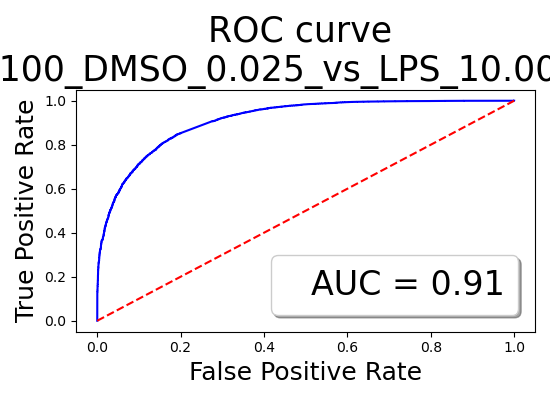 ROC curve
100_DMSO_0.025_vs_LPS_10.00
True Positive Rate
1.0
0.8
0.6
0.4
0.2
0.0
AUC = 0.91
0.0 0.2 0.4 0.6 0.8 1.0
False Positive Rate